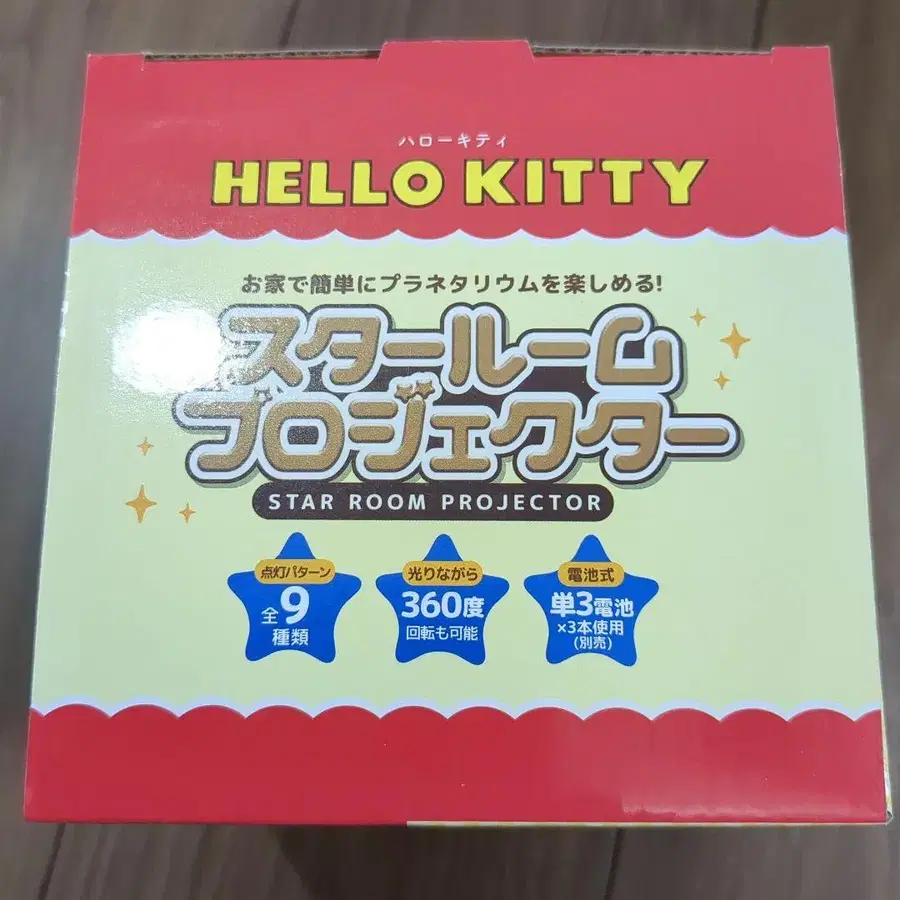 ハローキティ
HELLO KITTY
お家で簡単にプラネタリウムを楽しめる!
スタールーム
プロジェクター
STAR ROOM PROJECTOR
点灯パターン
全9
種類
光りながら
360度
回転も可能
電池式
単3電池
×3本使用
(別売)